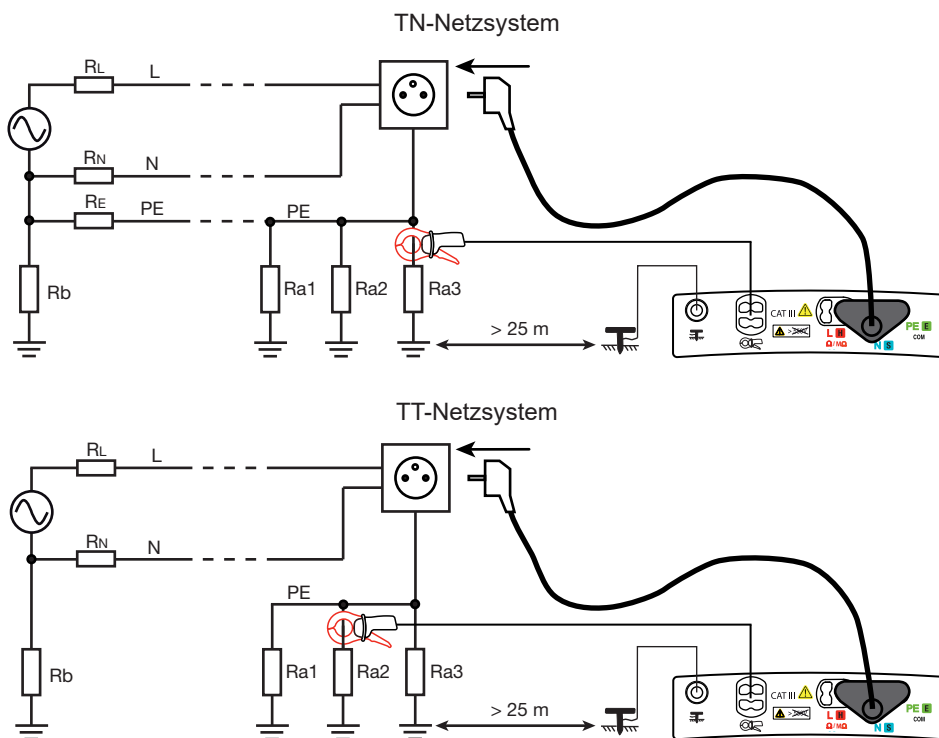 TN-Netzsystem
RL
L
RN
N
RE
PE
PE
Rb
Ra1
Ra2
Ra3
> 25 m
CAT III
L H
Ω/MΩ
N S
PE E
COM
TT-Netzsystem
RL
L
RN
N
PE
Rb
Ra1
Ra2
Ra3
> 25 m
CAT III
L H
Ω/MΩ
N S
PE E
COM